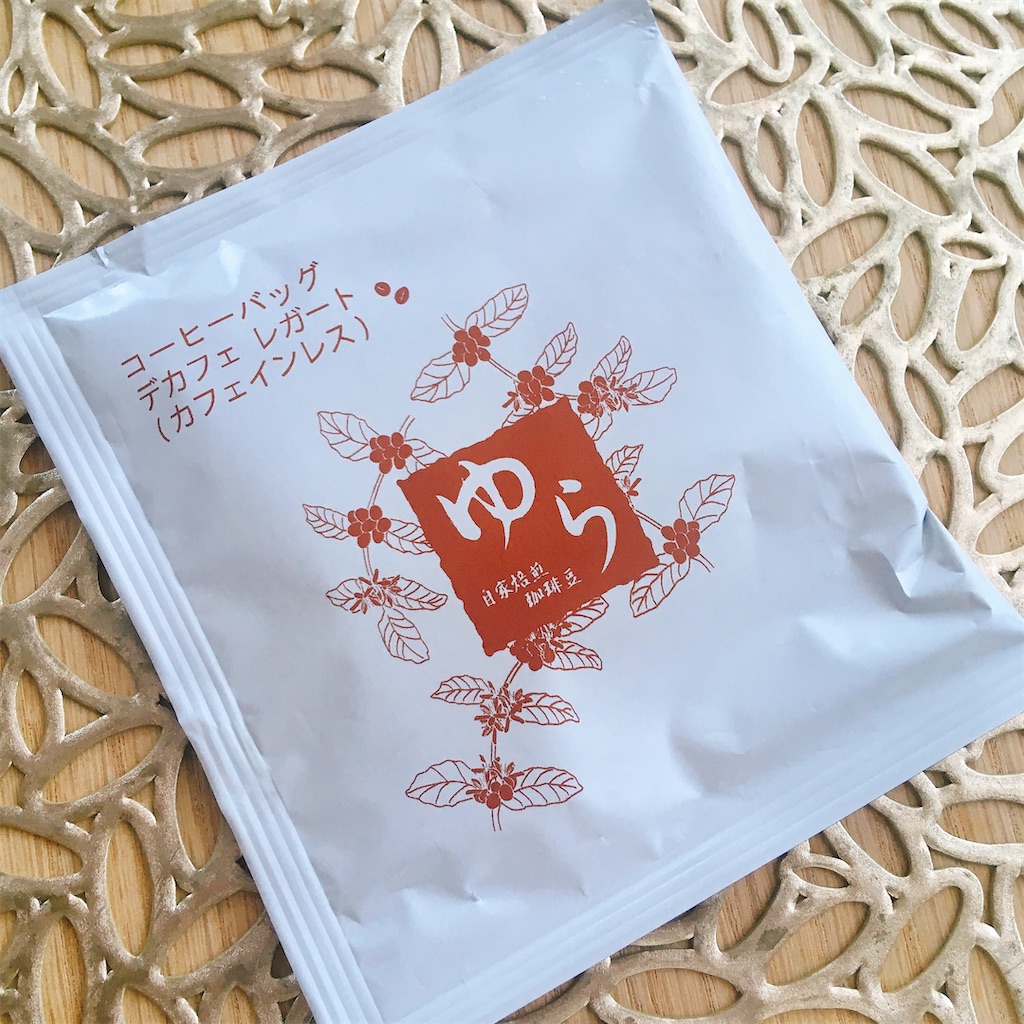 コーヒーバッグ
デカフェ レガート
(カフェインレス)
ゆら
自家焙煎
珈琲豆